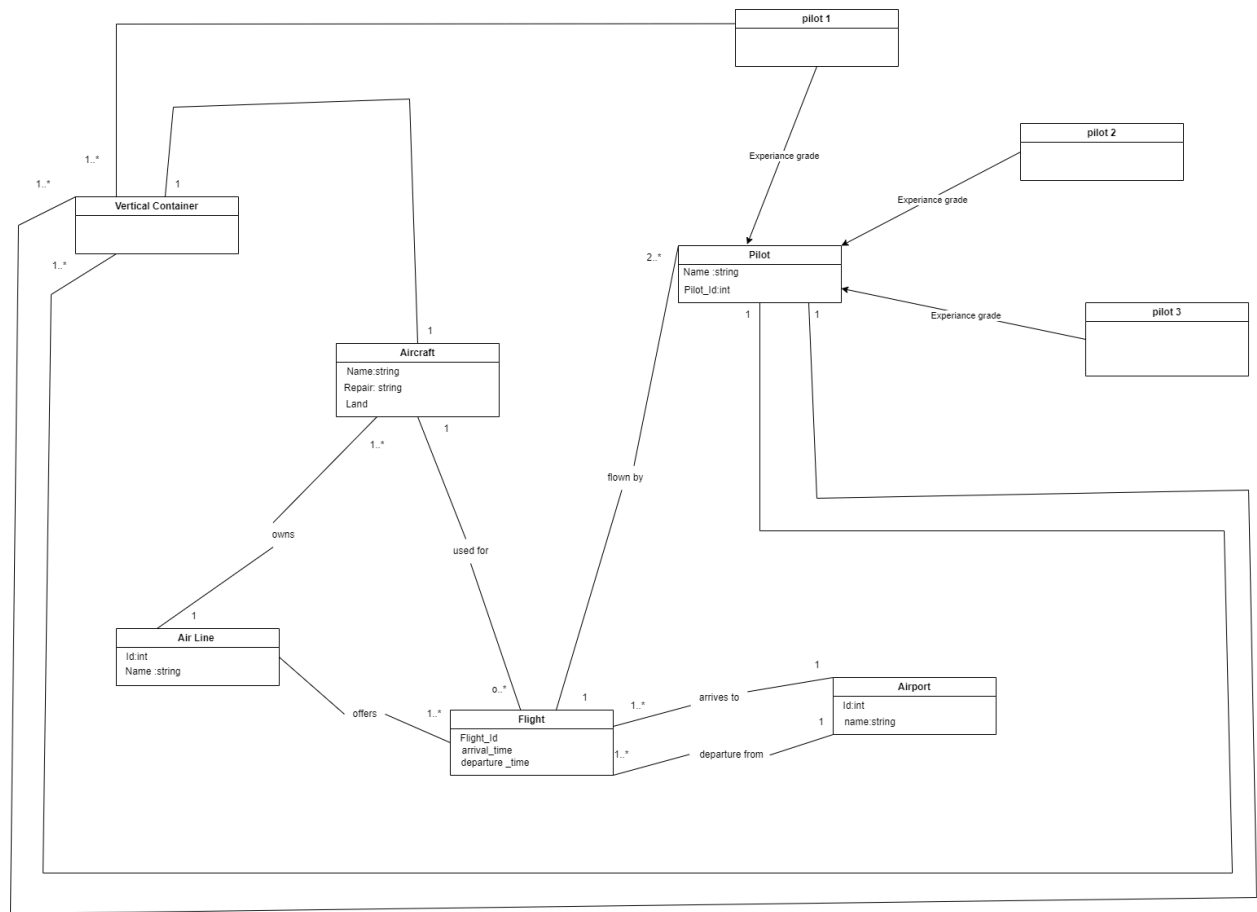 pilot 1
pilot 2
Experiance grade
1..*
1..*
1
Vertical Container
Experiance grade
1..*
2..*
Pilot
Name :string
Pilot_Id:int
Experiance grade
pilot 3
1
1
1
Aircraft
Name:string
Repair: string
Land
1..*
1
flown by
owns
used for
1
Air Line
Id:int
Name :string
offers
1..*
o..*
1
Flight
Flight_Id
arrival_time
departure _time
1..*
arrives to
1
1..*
departure from
1
Airport
Id:int
name:string